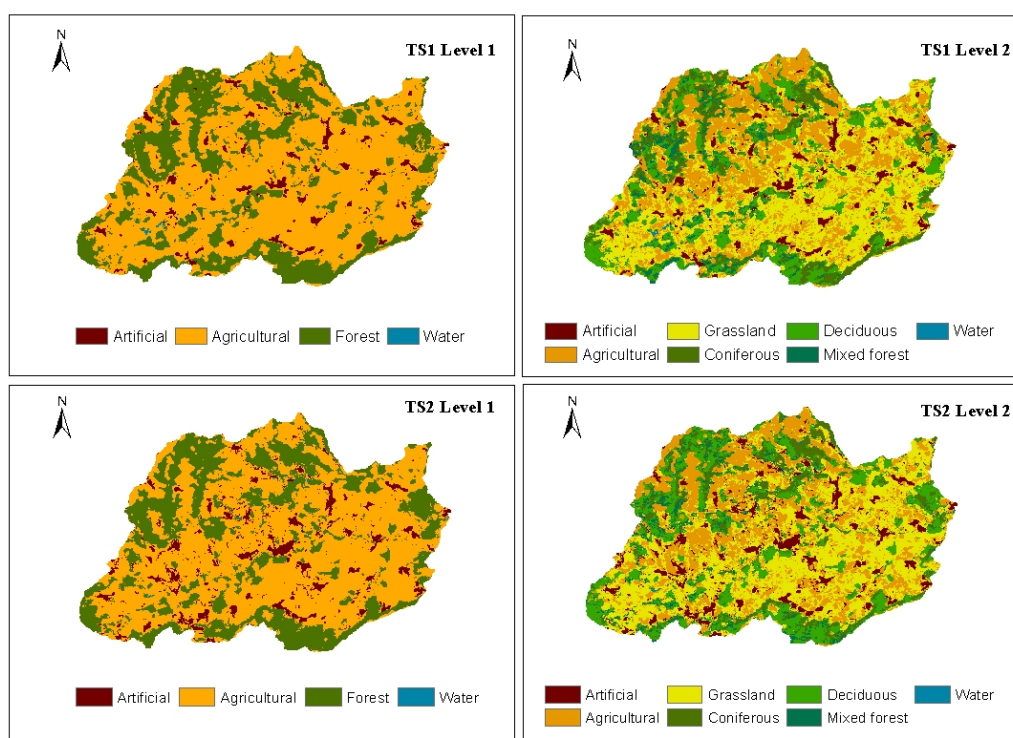 N
TS1 Level 1
Artificial Agricultural Forest Water
N
TS1 Level 2
Artificial Grassland Deciduous Water
Agricultural Coniferous Mixed forest
N
TS2 Level 1
Artificial Agricultural Forest Water
N
TS2 Level 2
Artificial Grassland Deciduous Water
Agricultural Coniferous Mixed forest